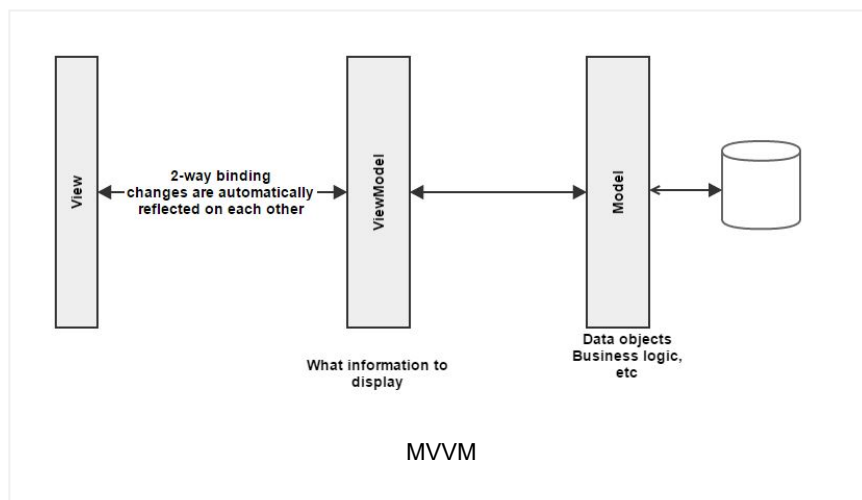 View
2-way binding
changes are automatically
reflected on each other
ViewModel
Model
What information to
display
Data objects
Business logic,
etc
MVVM